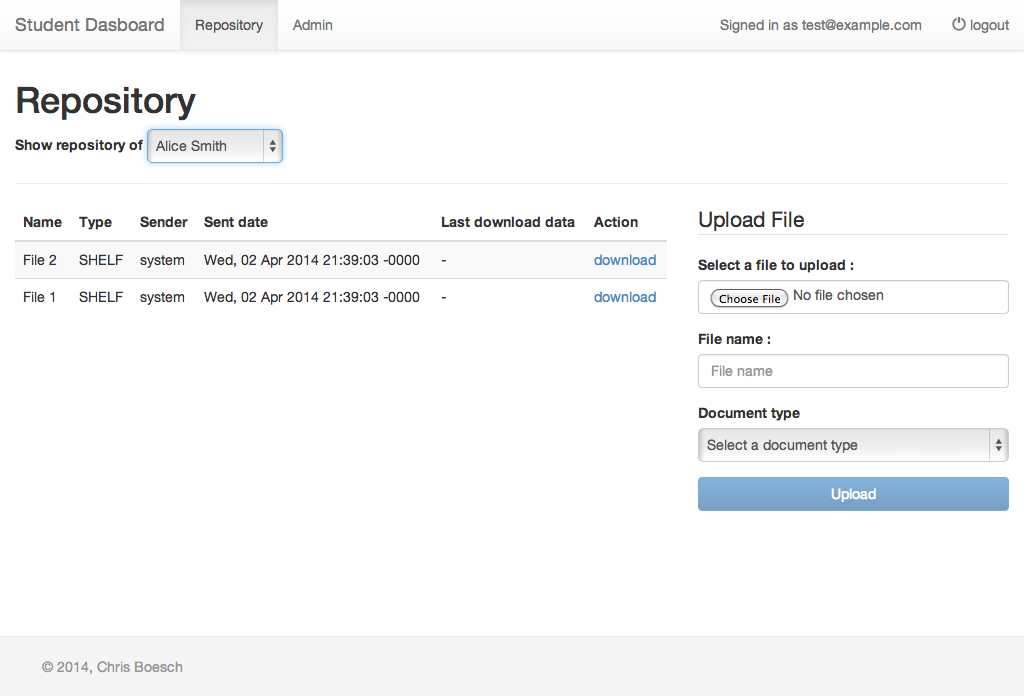 Student Dasboard Repository Admin Signed in as test@example.com logout
Repository
Show repository of Alice Smith
Name Type Sender Sent date Last download data Action
File 2 SHELF system Wed, 02 Apr 2014 21:39:03 -0000 - download
File 1 SHELF system Wed, 02 Apr 2014 21:39:03 -0000 - download
Upload File
Select a file to upload :
Choose File No file chosen
File name :
File name
Document type
Select a document type
Upload
© 2014, Chris Boesch